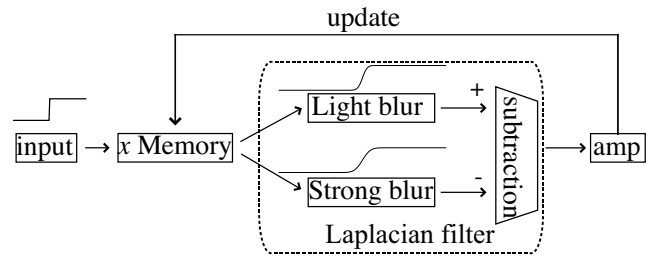 update
input
x Memory
Light blur
+
Strong blur
-
subtraction
amp
Laplacian filter